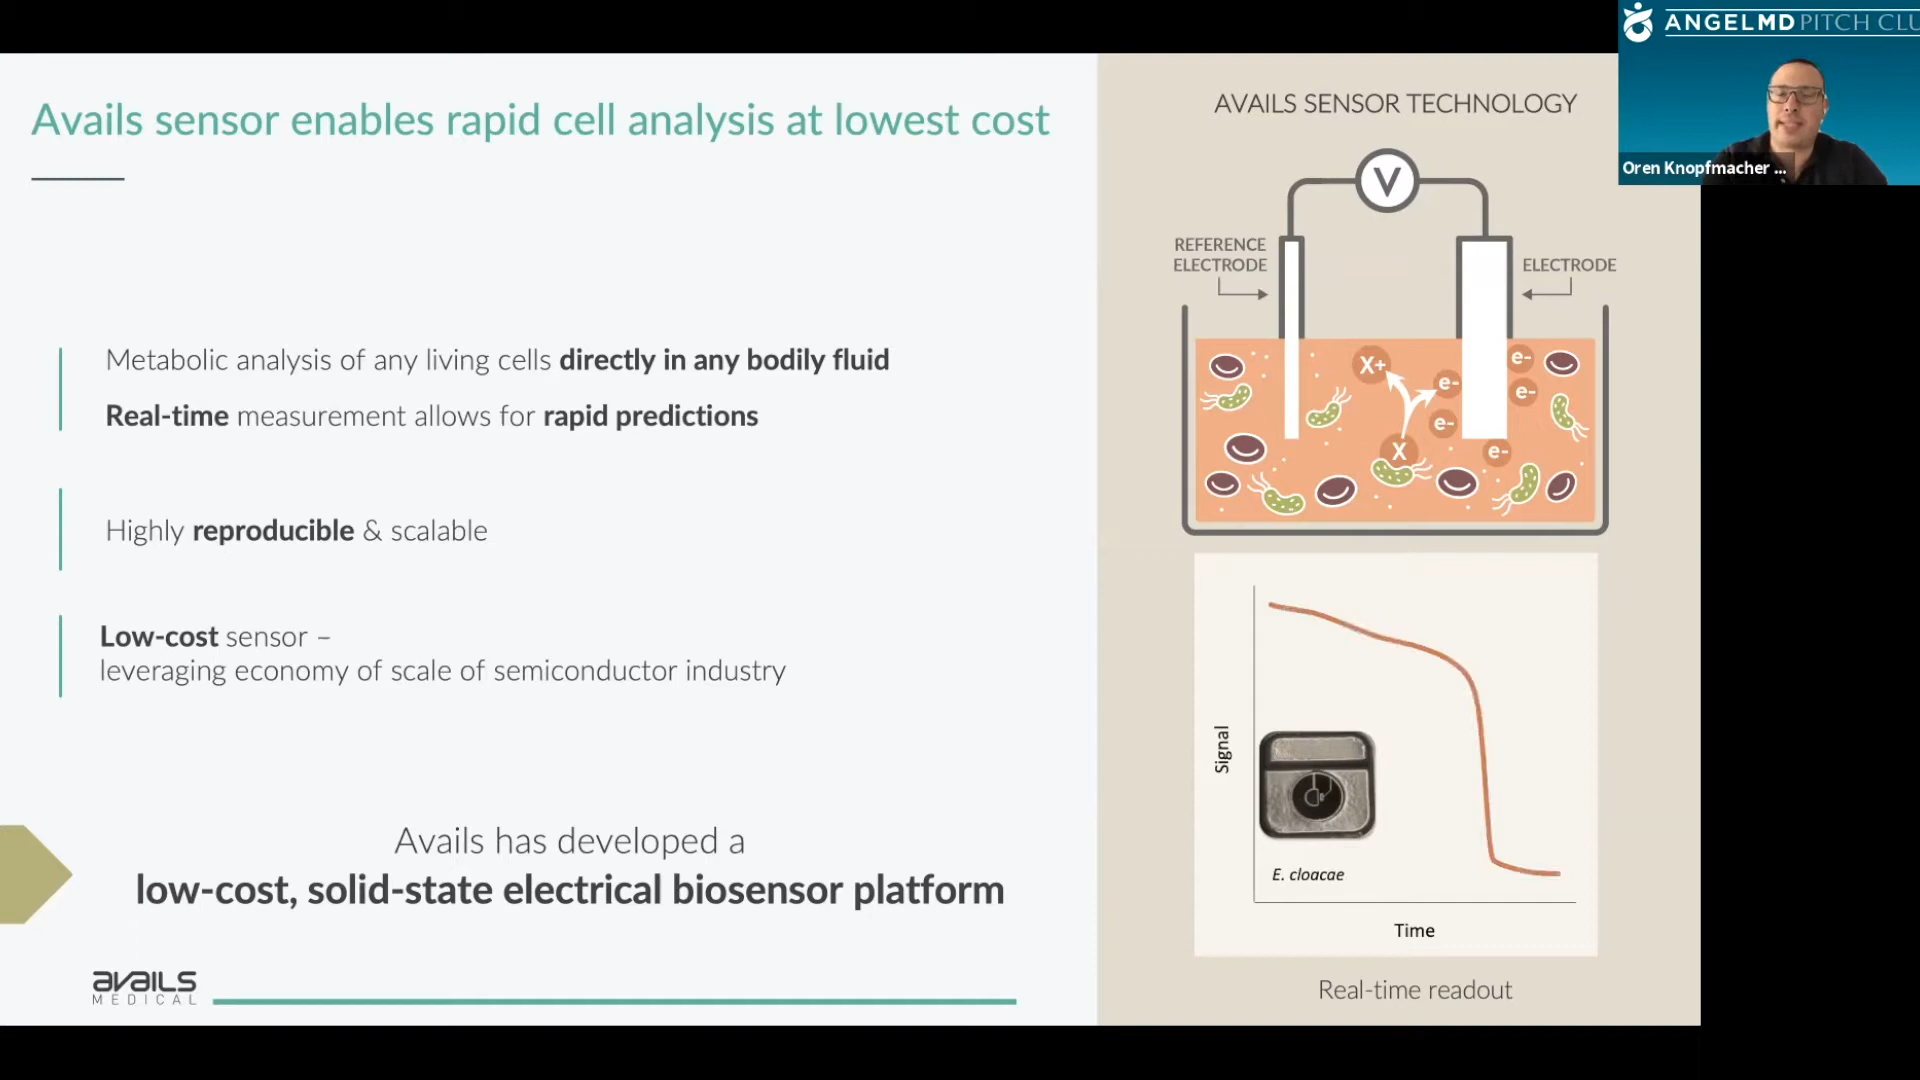 ANGELMD PITCH CLU
Oren Knopfmacher ...
Avails sensor enables rapid cell analysis at lowest cost
Metabolic analysis of any living cells directly in any bodily fluid
Real-time measurement allows for rapid predictions
Highly reproducible & scalable
Low-cost sensor –
leveraging economy of scale of semiconductor industry
Avails has developed a
low-cost, solid-state electrical biosensor platform
avails
MEDICAL
AVAILS SENSOR TECHNOLOGY
V
REFERENCE
ELECTRODE
ELECTRODE
X+
e-
e-
e-
e-
X
e-
Signal
E. cloacae
Time
Real-time readout